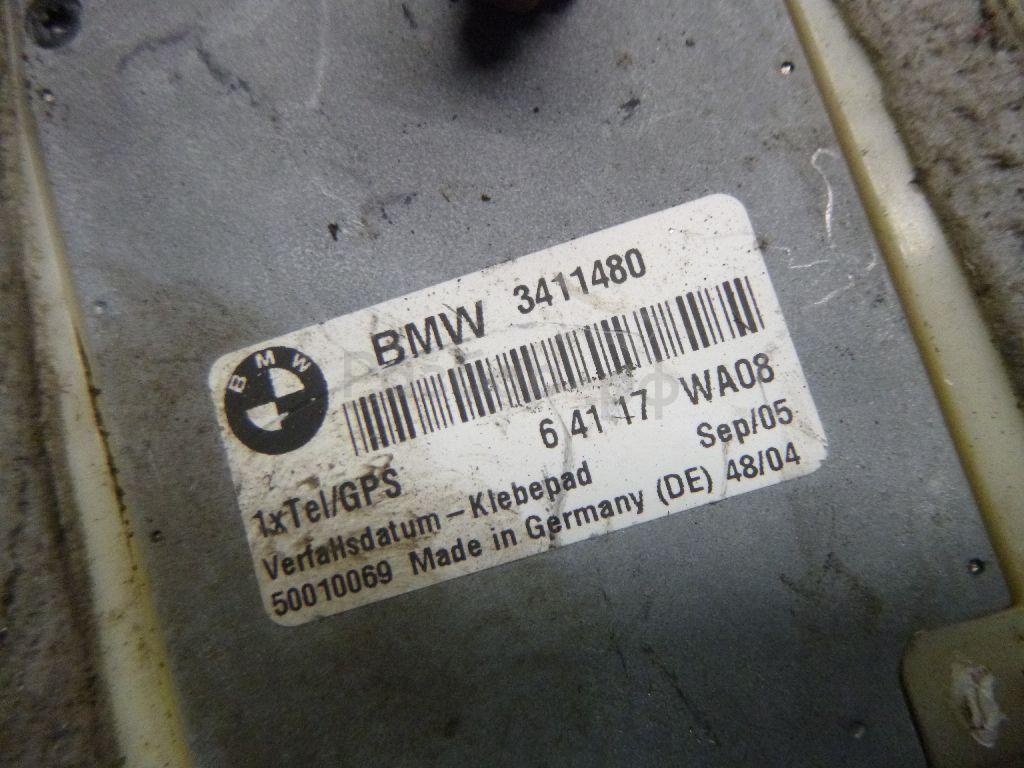 BMW 3411480
BMW
6 41 17 WA08
1xTel/GPS Sep/05
Verfallsdatum – Klebepad
50010069 Made in Germany (DE) 48/04